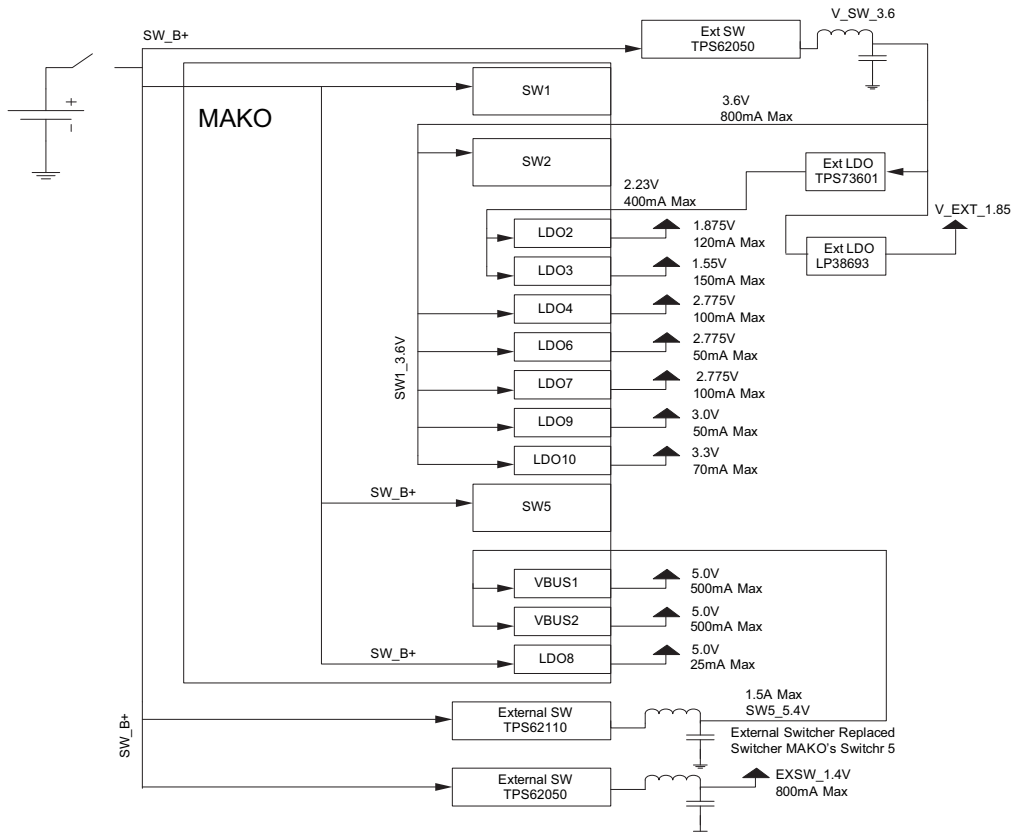 V_SW_3.6
SW_B+
Ext SW
TPS62050
+
–
MAKO
SW1
3.6V
800mA Max
SW2
Ext LDO
TPS73601
2.23V
400mA Max
V_EXT_1.85
LDO2
1.875V
120mA Max
Ext LDO
LP38693
LDO3
1.55V
150mA Max
LDO4
2.775V
100mA Max
SW1_3.6V
LDO6
2.775V
50mA Max
LDO7
2.775V
100mA Max
LDO9
3.0V
50mA Max
LDO10
3.3V
70mA Max
SW_B+
SW5
VBUS1
5.0V
500mA Max
VBUS2
5.0V
500mA Max
SW_B+
LDO8
5.0V
25mA Max
SW_B+
External SW
TPS62110
1.5A Max
SW5_5.4V
External Switcher Replaced
Switcher MAKO's Switchr 5
External SW
TPS62050
EXSW_1.4V
800mA Max